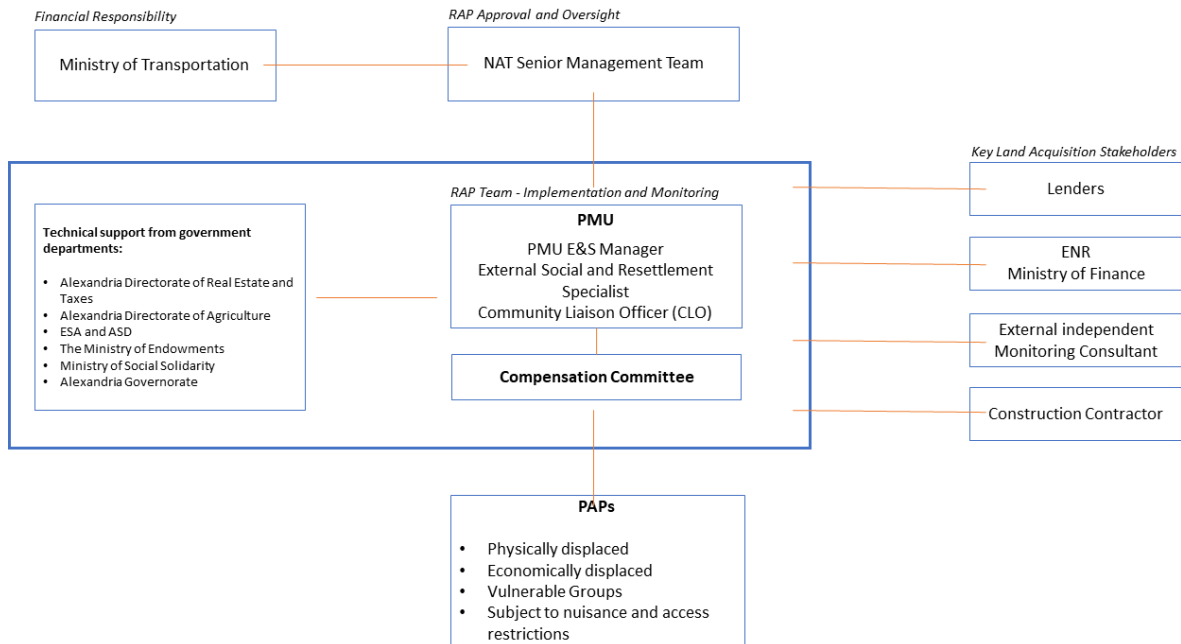 Financial Responsibility
Ministry of Transportation
RAP Approval and Oversight
NAT Senior Management Team
Technical support from government
departments:
• Alexandria Directorate of Real Estate and
Taxes
• Alexandria Directorate of Agriculture
• ESA and ASD
• The Ministry of Endowments
• Ministry of Social Solidarity
• Alexandria Governorate
RAP Team - Implementation and Monitoring
PMU
PMU E&S Manager
External Social and Resettlement
Specialist
Community Liaison Officer (CLO)
Compensation Committee
Key Land Acquisition Stakeholders
Lenders
ENR
Ministry of Finance
External independent
Monitoring Consultant
Construction Contractor
PAPs
• Physically displaced
• Economically displaced
• Vulnerable Groups
• Subject to nuisance and access
restrictions